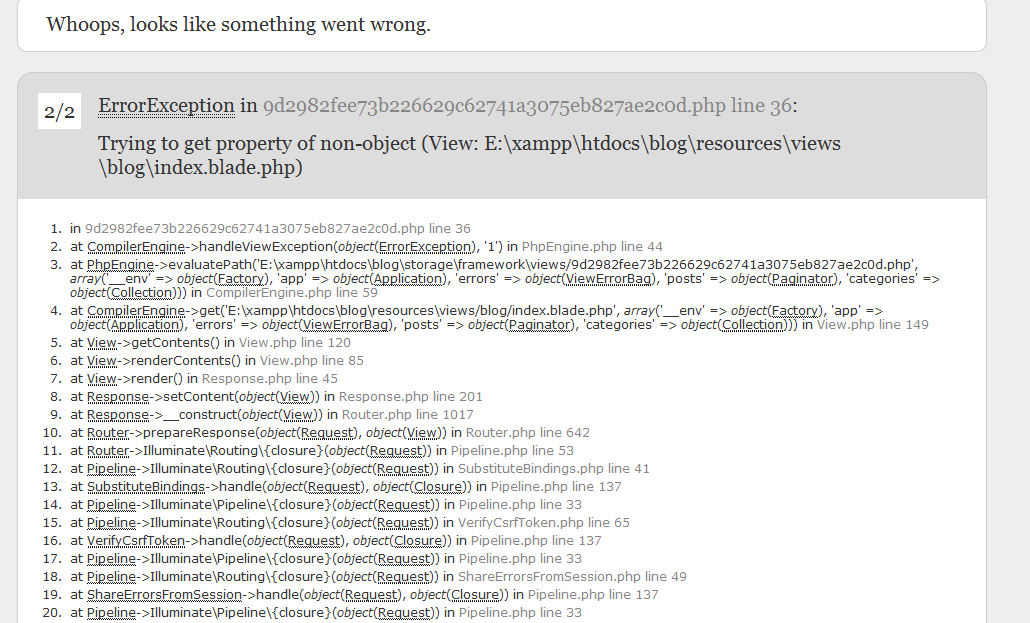 Whoops, looks like something went wrong.
2/2
ErrorException in 9d2982fee73b226629c62741a3075eb827ae2c0d.php line 36:
Trying to get property of non-object (View: E:\xampp\htdocs\blog\resources\views
\blog\index.blade.php)
1. in 9d2982fee73b226629c62741a3075eb827ae2c0d.php line 36
2. at CompilerEngine->handleViewException(object(ErrorException), '1') in PhpEngine.php line 44
3. at PhpEngine->evaluatePath('E:\xampp\htdocs\blog\storage\framework\views/9d2982fee73b226629c62741a3075eb827ae2c0d.php',
array('__env' => object(Factory), 'app' => object(Application), 'errors' => object(ViewErrorBag), 'posts' => object(Paginator), 'categories' =>
object(Collection))) in CompilerEngine.php line 59
4. at CompilerEngine->get('E:\xampp\htdocs\blog\resources\views/blog/index.blade.php', array('__env' => object(Factory), 'app' =>
object(Application), 'errors' => object(ViewErrorBag), 'posts' => object(Paginator), 'categories' => object(Collection))) in View.php line 149
5. at View->getContents() in View.php line 120
6. at View->renderContents() in View.php line 85
7. at View->render() in Response.php line 45
8. at Response->setContent(object(View)) in Response.php line 201
9. at Response->__construct(object(View)) in Router.php line 1017
10. at Router->prepareResponse(object(Request), object(View)) in Router.php line 642
11. at Router->Illuminate\Routing\{closure}(object(Request)) in Pipeline.php line 53
12. at Pipeline->Illuminate\Routing\{closure}(object(Request)) in SubstituteBindings.php line 41
13. at SubstituteBindings->handle(object(Request), object(Closure)) in Pipeline.php line 137
14. at Pipeline->Illuminate\Pipeline\{closure}(object(Request)) in Pipeline.php line 33
15. at Pipeline->Illuminate\Routing\{closure}(object(Request)) in VerifyCsrfToken.php line 65
16. at VerifyCsrfToken->handle(object(Request), object(Closure)) in Pipeline.php line 137
17. at Pipeline->Illuminate\Pipeline\{closure}(object(Request)) in Pipeline.php line 33
18. at Pipeline->Illuminate\Routing\{closure}(object(Request)) in ShareErrorsFromSession.php line 49
19. at ShareErrorsFromSession->handle(object(Request), object(Closure)) in Pipeline.php line 137
20. at Pipeline->Illuminate\Pipeline\{closure}(object(Request)) in Pipeline.php line 33